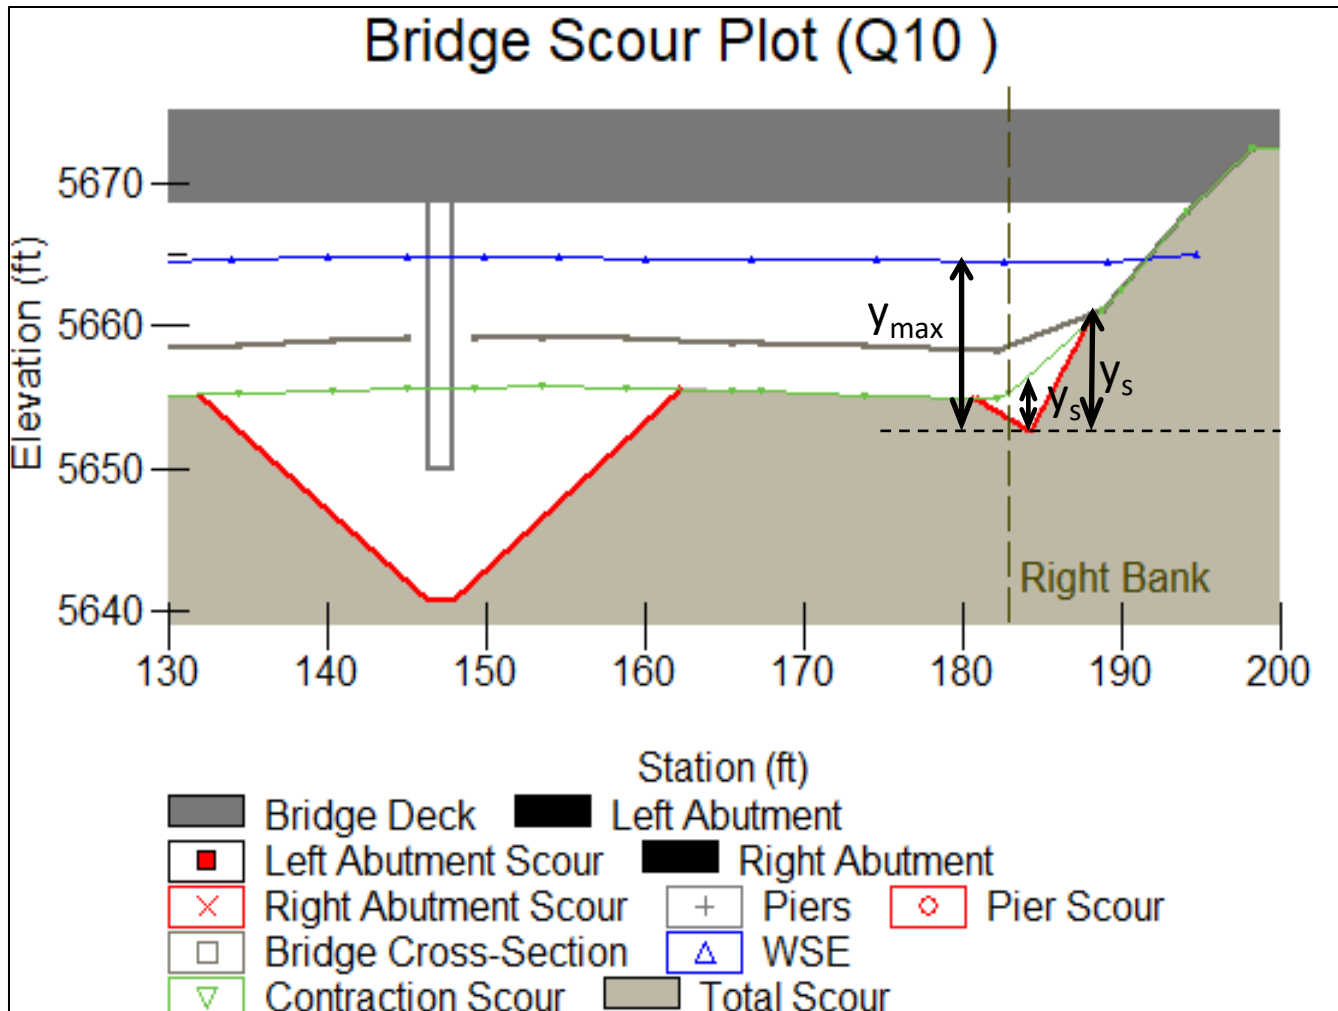 Bridge Scour Plot (Q10 )
Elevation (ft)
5670
5660
5650
5640
ymax
ys
ys
Right Bank
130 140 150 160 170 180 190 200
Station (ft)
Bridge Deck Left Abutment
Left Abutment Scour Right Abutment
Right Abutment Scour Piers Pier Scour
Bridge Cross-Section WSE
Contraction Scour Total Scour